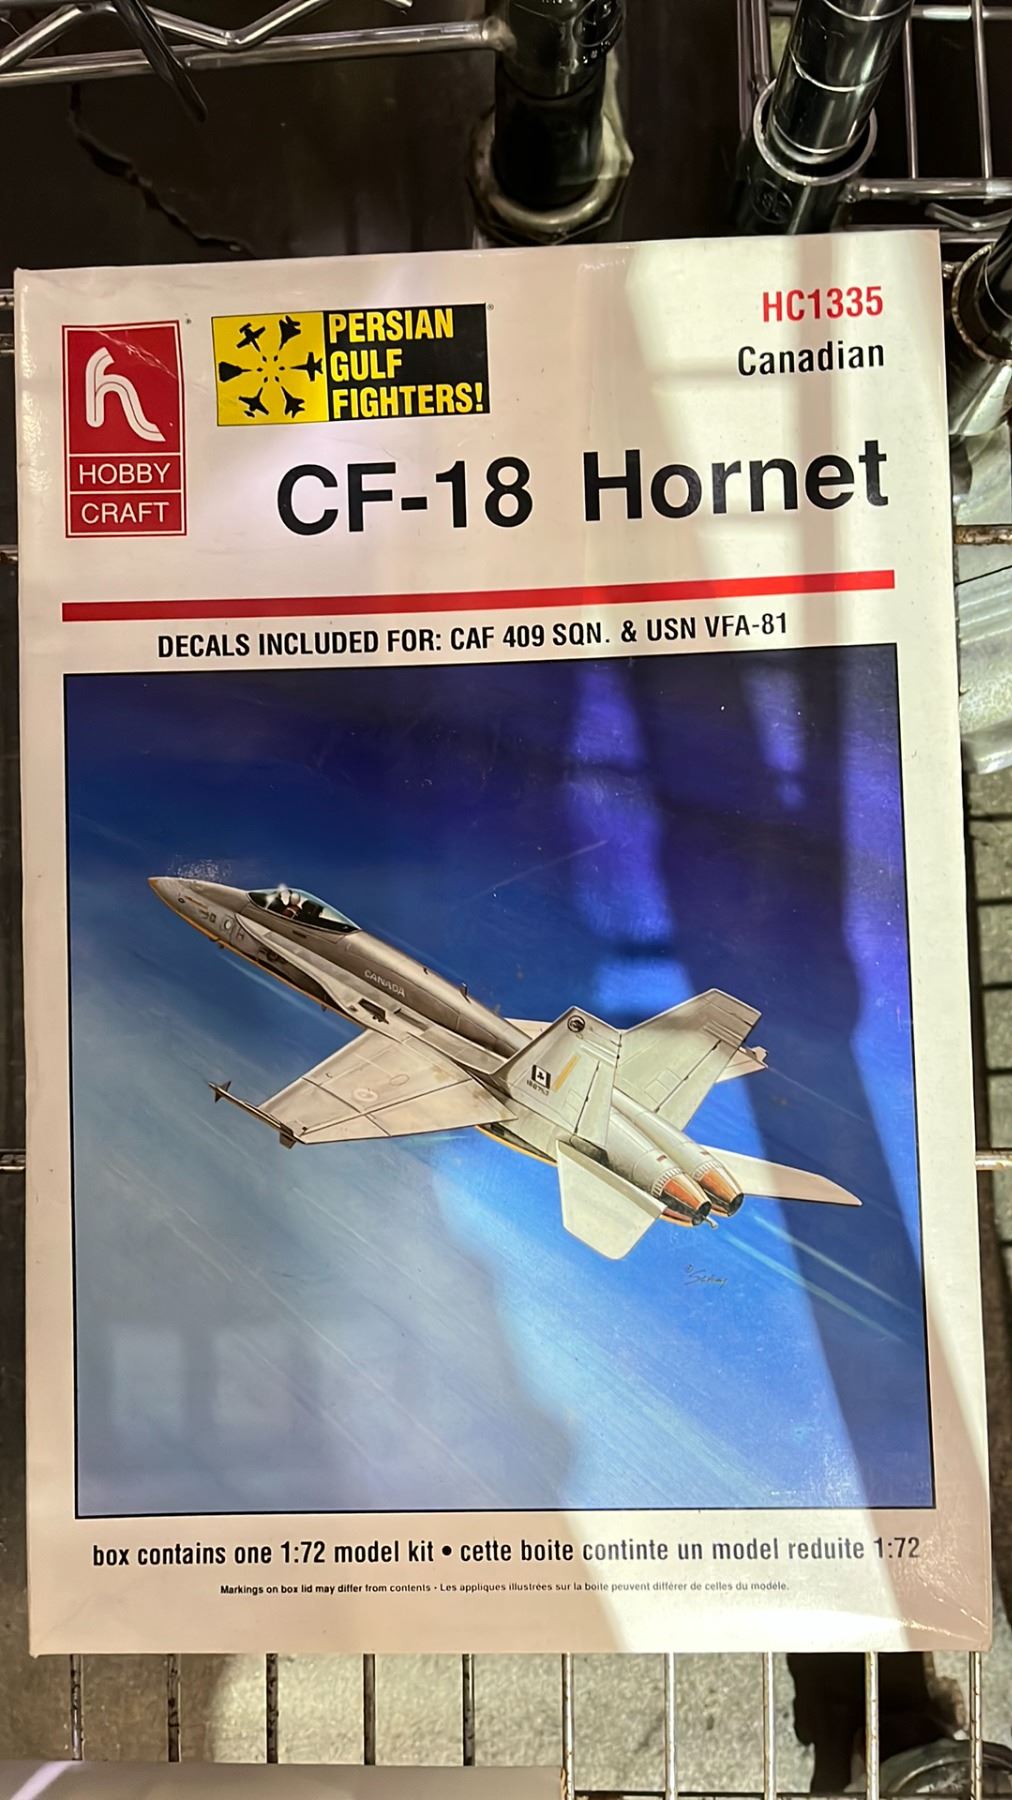 HOBBY
CRAFT
PERSIAN
GULF
FIGHTERS!
HC1335
Canadian
CF-18 Hornet
DECALS INCLUDED FOR: CAF 409 SQN. & USN VFA-81
CANADA
box contains one 1:72 model kit • cette boite continte un model reduite 1:72
Markings on box lid may differ from contents · Les appliques illustrées sur la boite peuvent différer de celles du modèle.